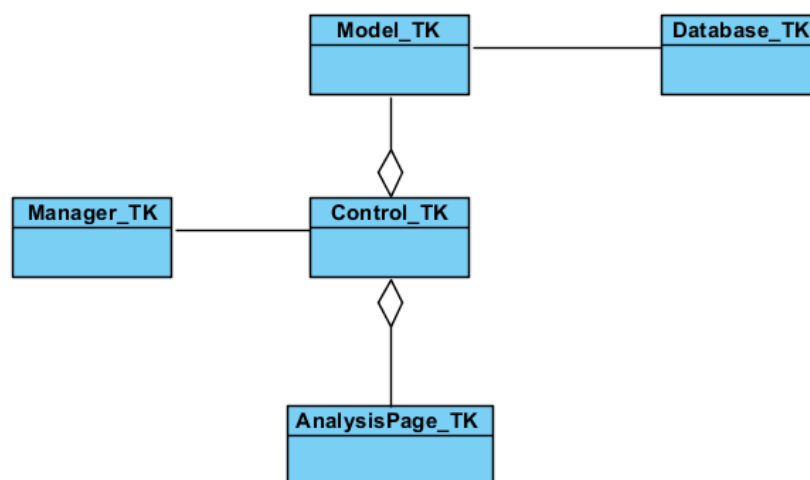 Model_TK
Database_TK
Manager_TK
Control_TK
AnalysisPage_TK